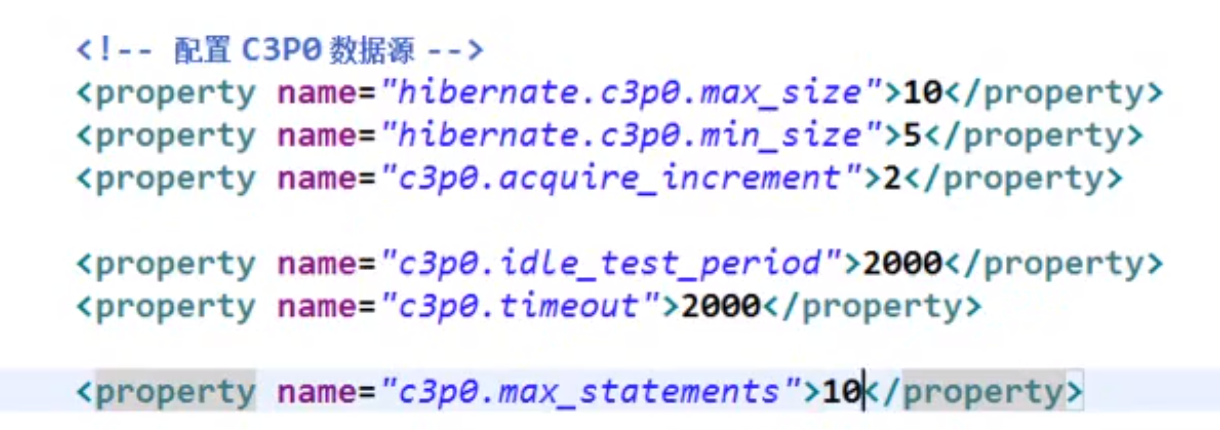 <!-- 配置 C3P0 数据源 -->
<property name="hibernate.c3p0.max_size">10</property>
<property name="hibernate.c3p0.min_size">5</property>
<property name="c3p0.acquire_increment">2</property>
<property name="c3p0.idle_test_period">2000</property>
<property name="c3p0.timeout">2000</property>
<property name="c3p0.max_statements">10</property>